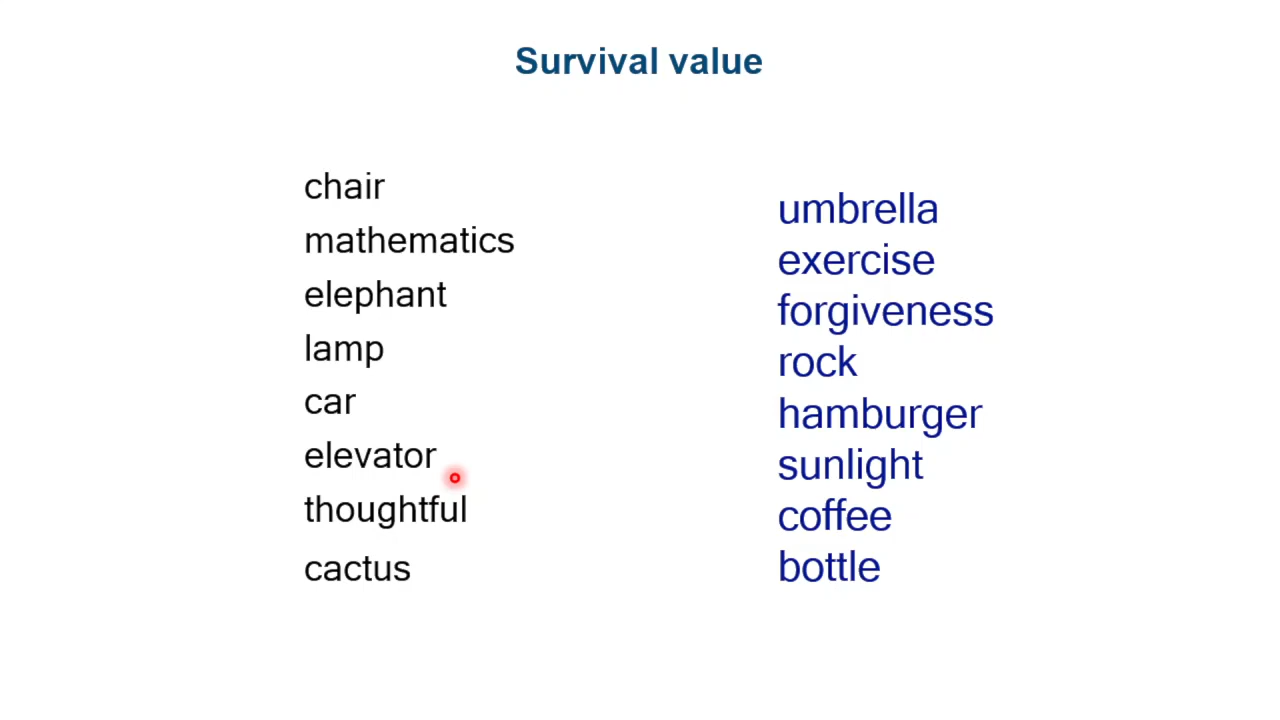 Survival value
chair
mathematics
elephant
lamp
car
elevator
thoughtful
cactus
umbrella
exercise
forgiveness
rock
hamburger
sunlight
coffee
bottle